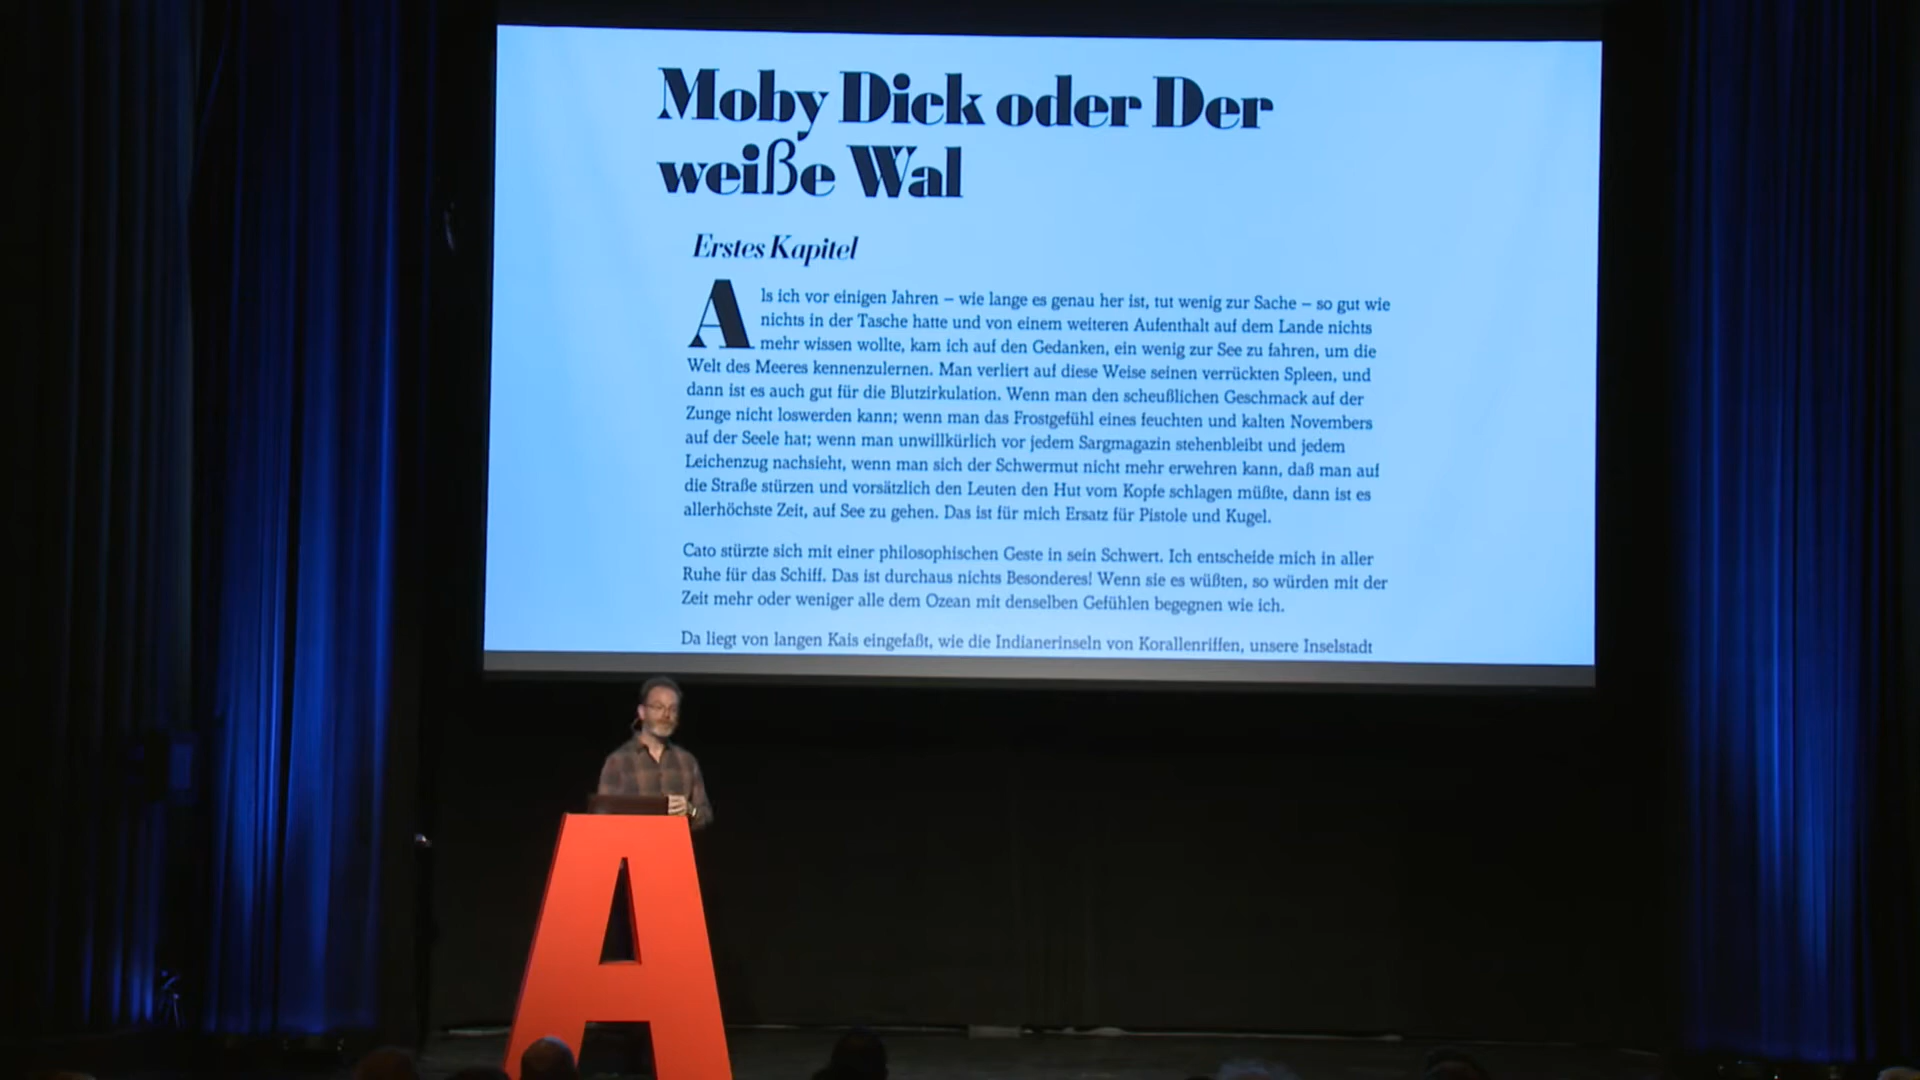 Moby Dick oder Der
weiße Wal
Erstes Kapitel
Als ich vor einigen Jahren – wie lange es genau her ist, tut wenig zur Sache – so gut wie
nichts in der Tasche hatte und von einem weiteren Aufenthalt auf dem Lande nichts
mehr wissen wollte, kam ich auf den Gedanken, ein wenig zur See zu fahren, um die
Welt des Meeres kennenzulernen. Man verliert auf diese Weise seinen verrückten Spleen, und
dann ist es auch gut für die Blutzirkulation. Wenn man den scheußlichen Geschmack auf der
Zunge nicht loswerden kann; wenn man das Frostgefühl eines feuchten und kalten Novembers
auf der Seele hat; wenn man unwillkürlich vor jedem Sargmagazin stehenbleibt und jedem
Leichenzug nachsieht, wenn man sich der Schwermut nicht mehr erwehren kann, daß man auf
die Straße stürzen und vorsätzlich den Leuten den Hut vom Kopfe schlagen müßte, dann ist es
allerhöchste Zeit, auf See zu gehen. Das ist für mich Ersatz für Pistole und Kugel.
Cato stürzte sich mit einer philosophischen Geste in sein Schwert. Ich entscheide mich in aller
Ruhe für das Schiff. Das ist durchaus nichts Besonderes! Wenn sie es wüßten, so würden mit der
Zeit mehr oder weniger alle dem Ozean mit denselben Gefühlen begegnen wie ich.
Da liegt von langen Kais eingefaßt, wie die Indianerinseln von Korallenriffen, unsere Inselstadt
A